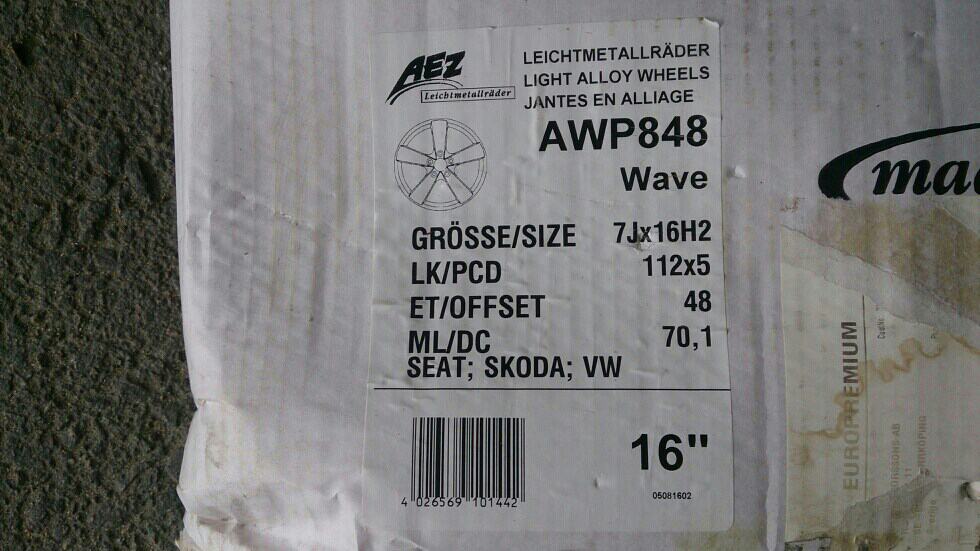 AEZ
Leichtmetallräder
LEICHTMETALLRÄDER
LIGHT ALLOY WHEELS
JANTES EN ALLIAGE
AWP848
Wave
GRÖSSE/SIZE 7Jx16H2
LK/PCD 112x5
ET/OFFSET 48
ML/DC 70,1
SEAT; SKODA; VW
16"
4 026569 101442
05081602
EUROPREMIUM